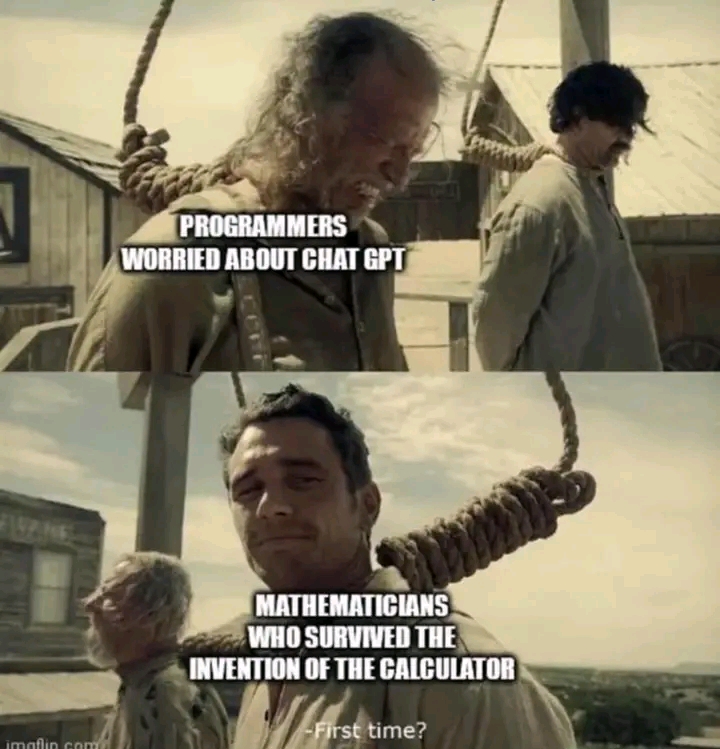 PROGRAMMERS
WORRIED ABOUT CHAT GPT
MATHEMATICIANS
WHO SURVIVED THE
INVENTION OF THE CALCULATOR
-First time?
imgflip.com